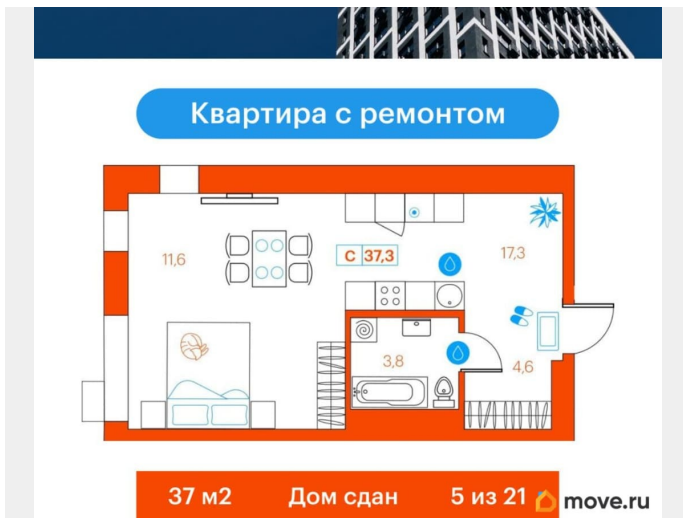 Квартира с ремонтом
11,6
С 37,3
17,3
3,8
4,6
37 м2 Дом сдан 5 из 21
move.ru